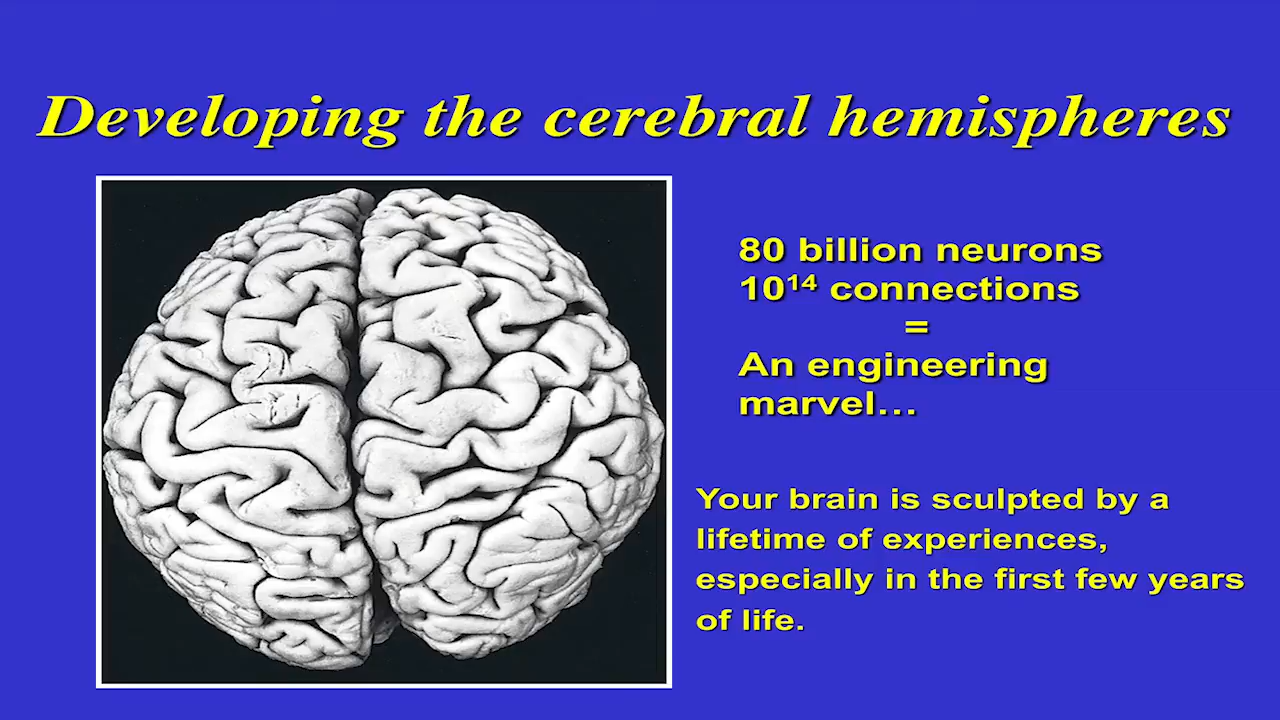 Developing the cerebral hemispheres
80 billion neurons
10¹⁴ connections
=
An engineering
marvel...
Your brain is sculpted by a
lifetime of experiences,
especially in the first few years
of life.